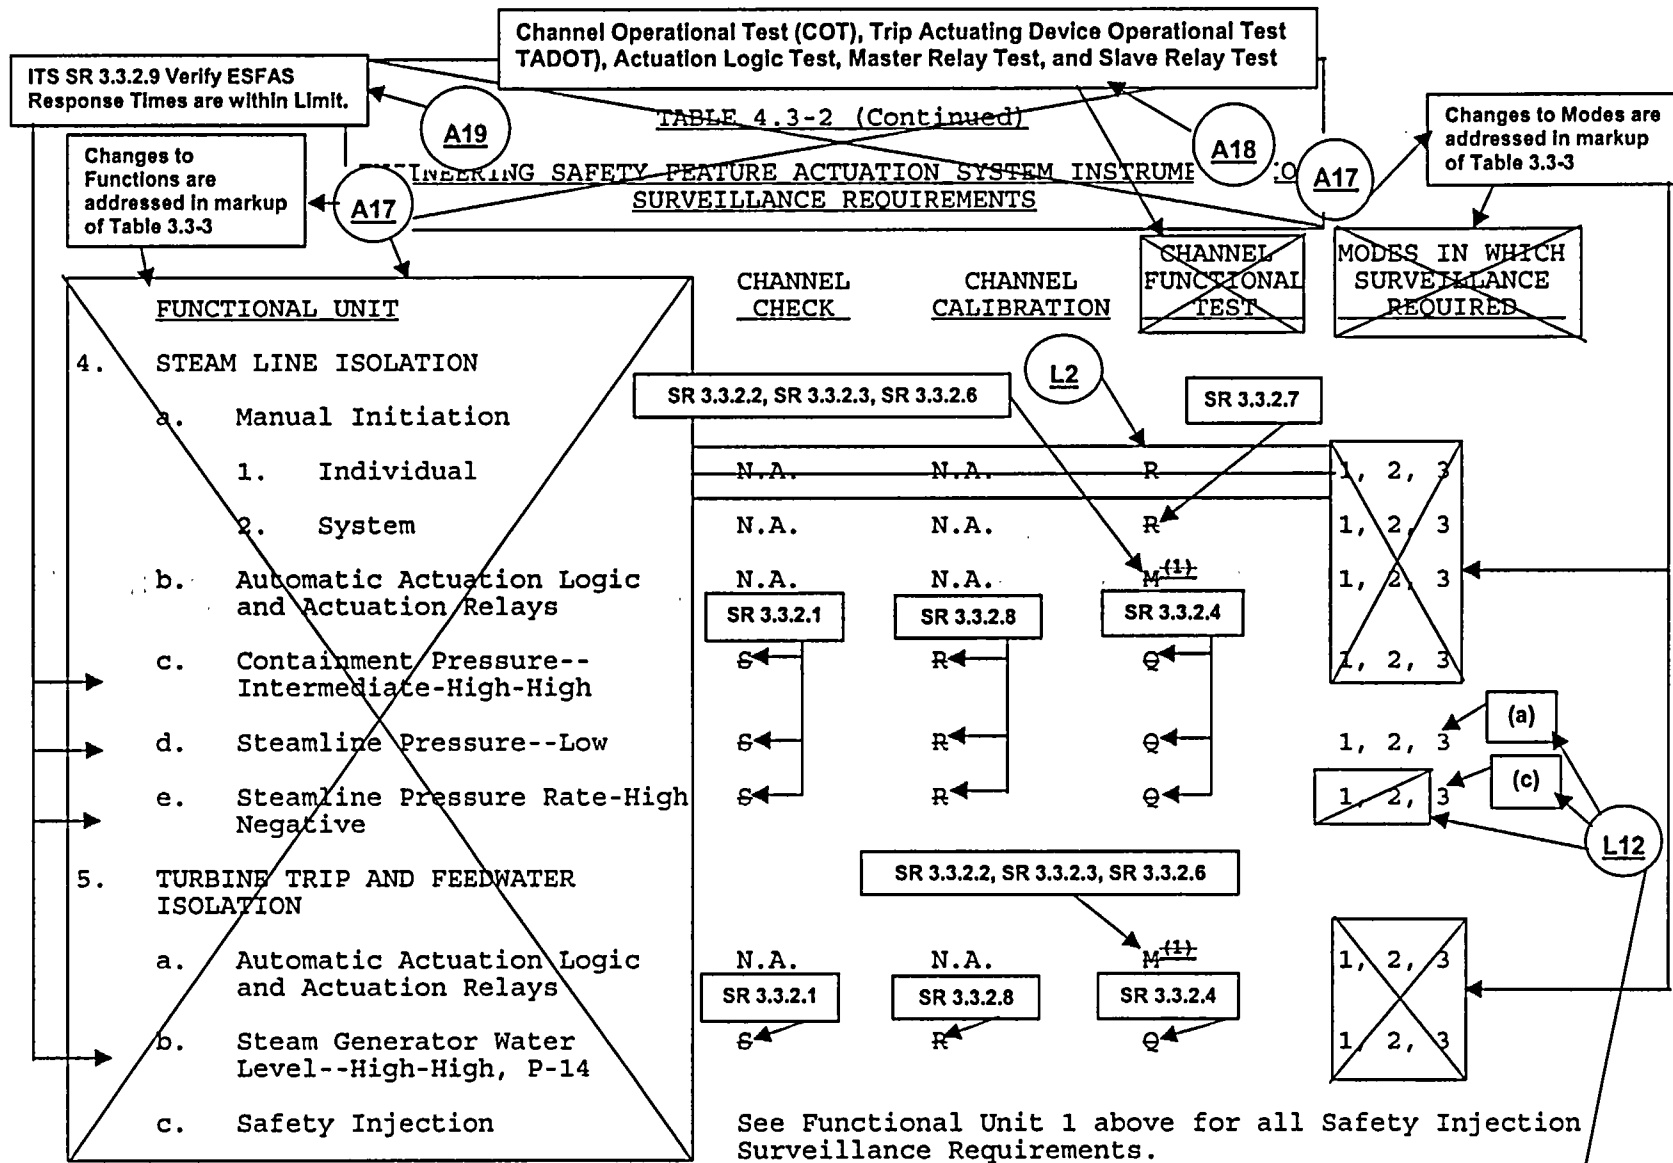 Channel Operational Test (COT), Trip Actuating Device Operational Test
TADOT), Actuation Logic Test, Master Relay Test, and Slave Relay Test
ITS SR 3.3.2.9 Verify ESFAS
Response Times are within Limit.
A19
TABLE 4.3-2 (Continued)
A18
Changes to Modes are
addressed in markup
of Table 3.3-3
Changes to
Functions are
addressed in markup
of Table 3.3-3
A17
SAFETY FEATURE ACTUATION SYSTEM
A17
SURVEILLANCE REQUIREMENTS
FUNCTIONAL UNIT
CHANNEL
CHECK
CHANNEL
CALIBRATION
CHANNEL
FUNCTIONAL
TEST
MODES IN WHICH
SURVEILLANCE
REQUIRED
4. STEAM LINE ISOLATION
L2
SR 3.3.2.2, SR 3.3.2.3, SR 3.3.2.6
SR 3.3.2.7
a. Manual Initiation
1. Individual N.A. N.A. R 1, 2, 3
2. System N.A. N.A. R 1, 2, 3
b. Automatic Actuation Logic N.A. N.A. M(1) 1, 2, 3
and Actuation Relays
SR 3.3.2.1 SR 3.3.2.8 SR 3.3.2.4
c. Containment Pressure-- S R Q 1, 2, 3
Intermediate-High-High
(a)
d. Steamline Pressure--Low S R Q 1, 2, 3
(c)
e. Steamline Pressure Rate-High S R Q 1, 2, 3
Negative
L12
5. TURBINE TRIP AND FEEDWATER
ISOLATION
SR 3.3.2.2, SR 3.3.2.3, SR 3.3.2.6
a. Automatic Actuation Logic N.A. N.A. M(1) 1, 2, 3
and Actuation Relays
SR 3.3.2.1 SR 3.3.2.8 SR 3.3.2.4
b. Steam Generator Water S R Q 1, 2, 3
Level--High-High, P-14
c. Safety Injection See Functional Unit 1 above for all Safety Injection
Surveillance Requirements.